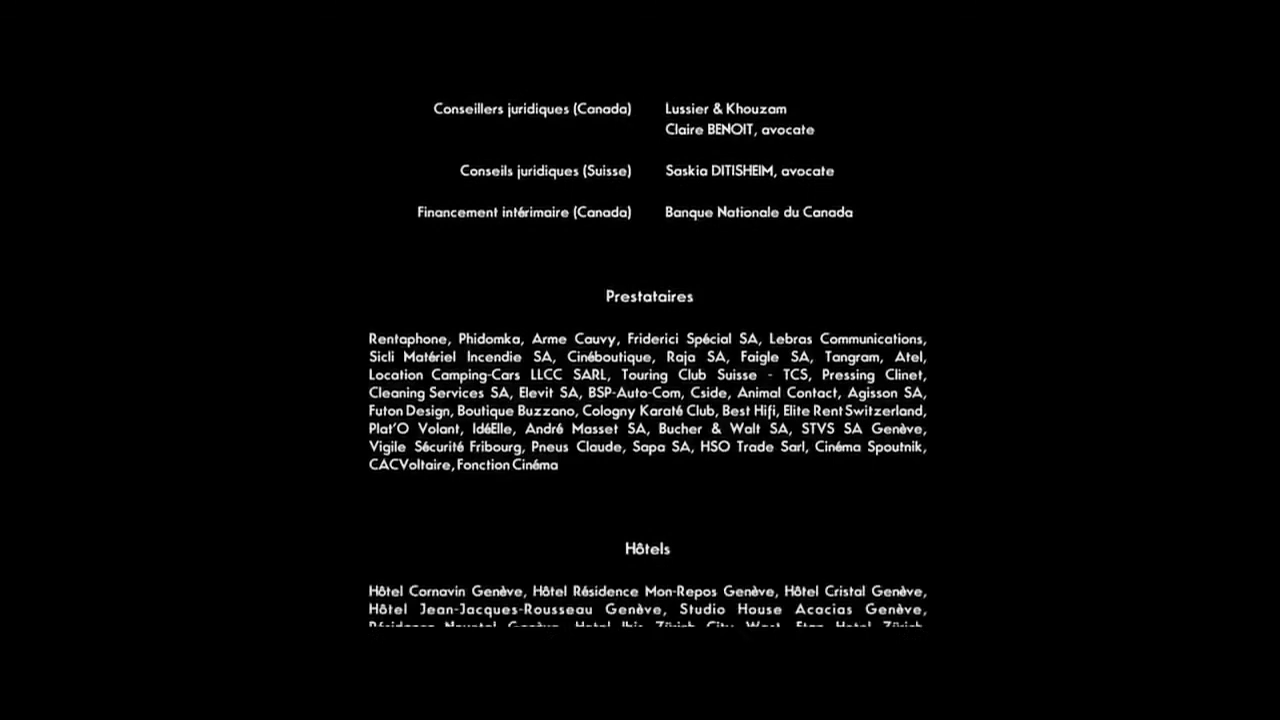 Conseillers juridiques (Canada) Lussier & Khouzam
Claire BENOIT, avocate
Conseils juridiques (Suisse) Saskia DITISHEIM, avocate
Financement intérimaire (Canada) Banque Nationale du Canada
Prestataires
Rentaphone, Phidomka, Arme Cauvy, Friderici Spécial SA, Lebras Communications,
Sicli Matériel Incendie SA, Cinéboutique, Raja SA, Faigle SA, Tangram, Atel,
Location Camping-Cars LLCC SARL, Touring Club Suisse - TCS, Pressing Clinet,
Cleaning Services SA, Elevit SA, BSP-Auto-Com, Cside, Animal Contact, Agisson SA,
Futon Design, Boutique Buzzano, Cologny Karaté Club, Best Hifi, Elite Rent Switzerland,
Plat'O Volant, IdéElle, André Masset SA, Bucher & Walt SA, STVS SA Genève,
Vigile Sécurité Fribourg, Pneus Claude, Sapa SA, HSO Trade Sarl, Cinéma Spoutnik,
CACVoltaire, Fonction Cinéma
Hôtels
Hôtel Cornavin Genève, Hôtel Résidence Mon-Repos Genève, Hôtel Cristal Genève,
Hôtel Jean-Jacques-Rousseau Genève, Studio House Acacias Genève,